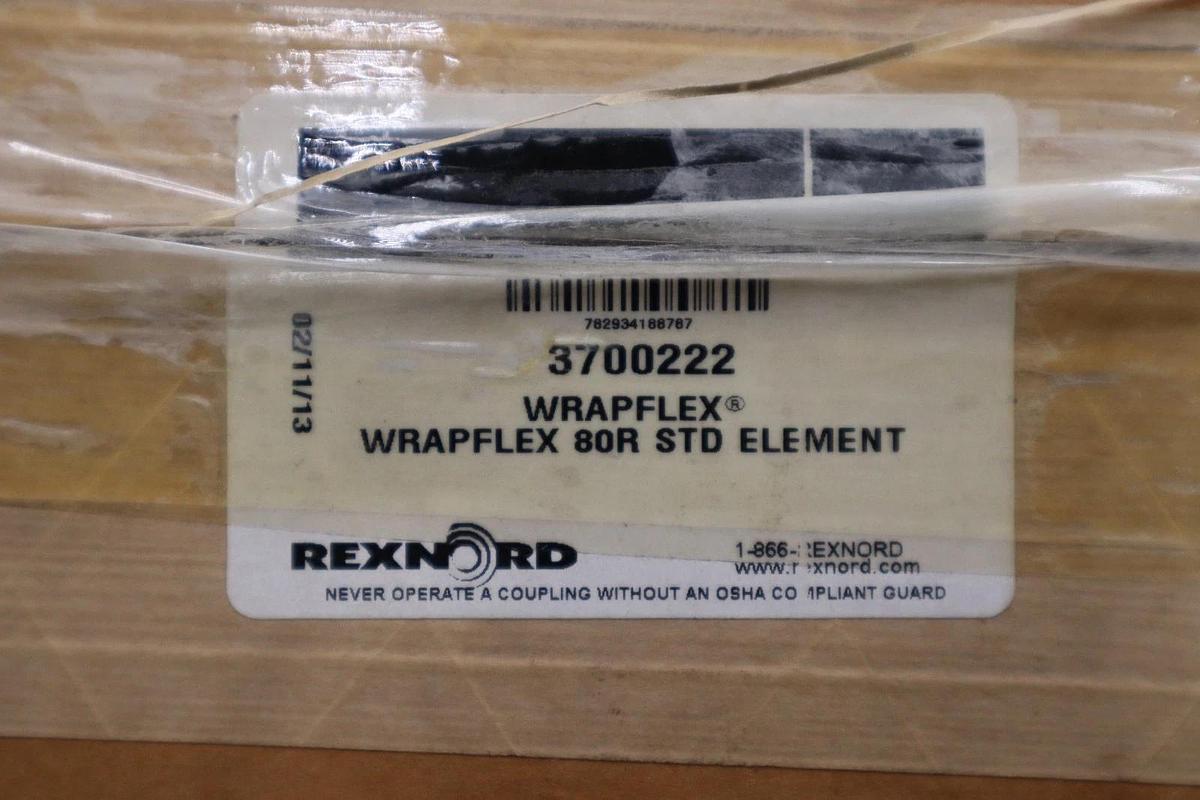 782934188787
02/11/13
3700222
WRAPFLEX®
WRAPFLEX 80R STD ELEMENT
REXNORD
1-866-REXNORD
www.rexnord.com
NEVER OPERATE A COUPLING WITHOUT AN OSHA COMPLIANT GUARD